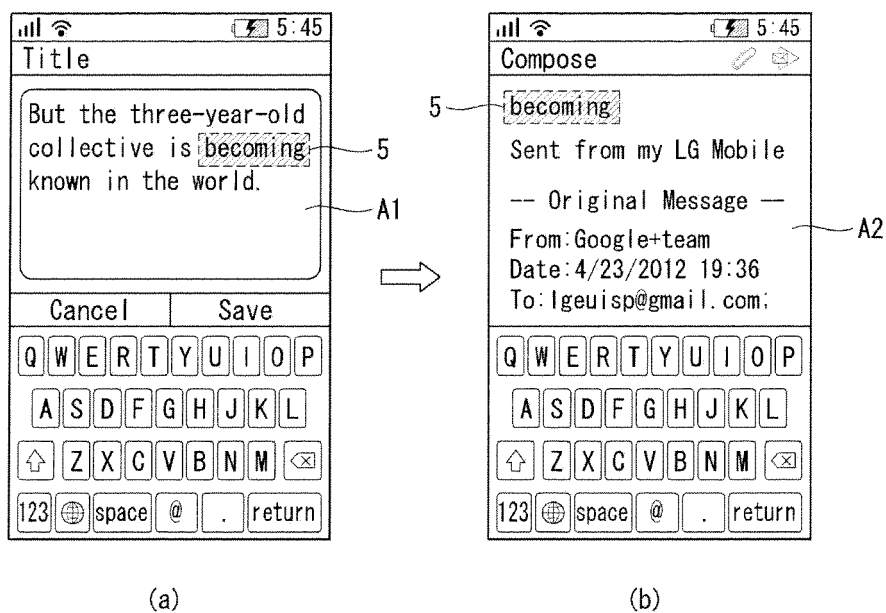 5:45
Title
But the three-year-old
collective is becoming
known in the world.
5
A1
Cancel
Save
Q W E R T Y U I O P
A S D F G H J K L
Z X C V B N M
123
space
@
.
return
(a)
5:45
Compose
5
becoming
Sent from my LG Mobile
-- Original Message --
A2
From:Google+team
Date:4/23/2012 19:36
To:lgeuisp@gmail.com;
Q W E R T Y U I O P
A S D F G H J K L
Z X C V B N M
123
space
@
.
return
(b)